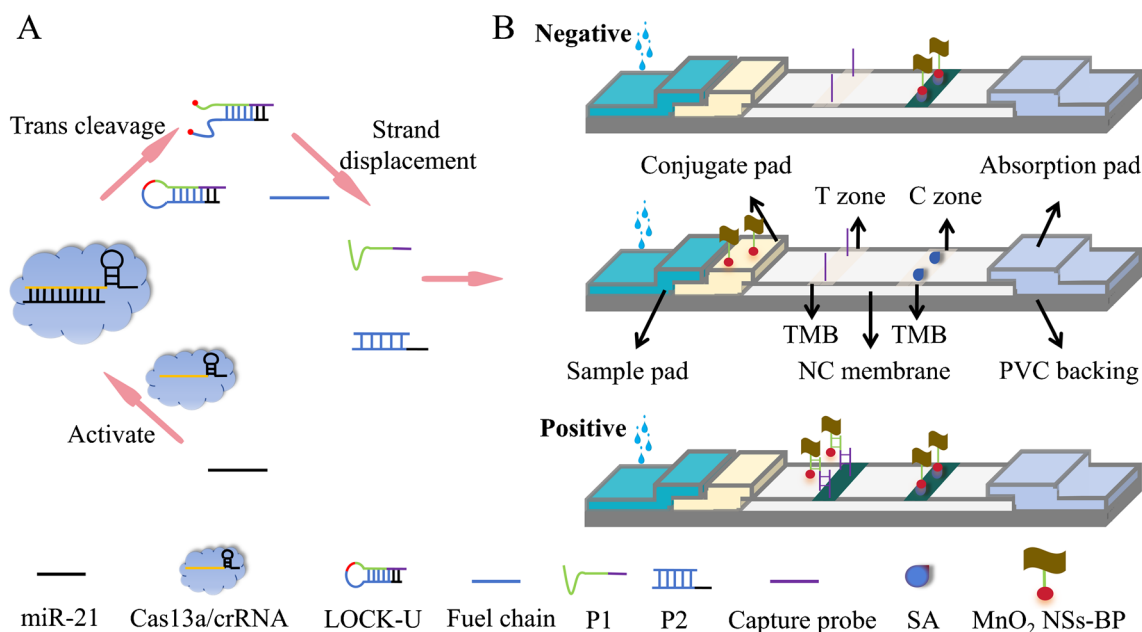 A
Trans cleavage
Strand
displacement
Activate
B
Negative
Conjugate pad
Absorption pad
T zone
C zone
TMB
TMB
Sample pad
NC membrane
PVC backing
Positive
miR-21
Cas13a/crRNA
LOCK-U
Fuel chain
P1
P2
Capture probe
SA
MnO₂ NSs-BP